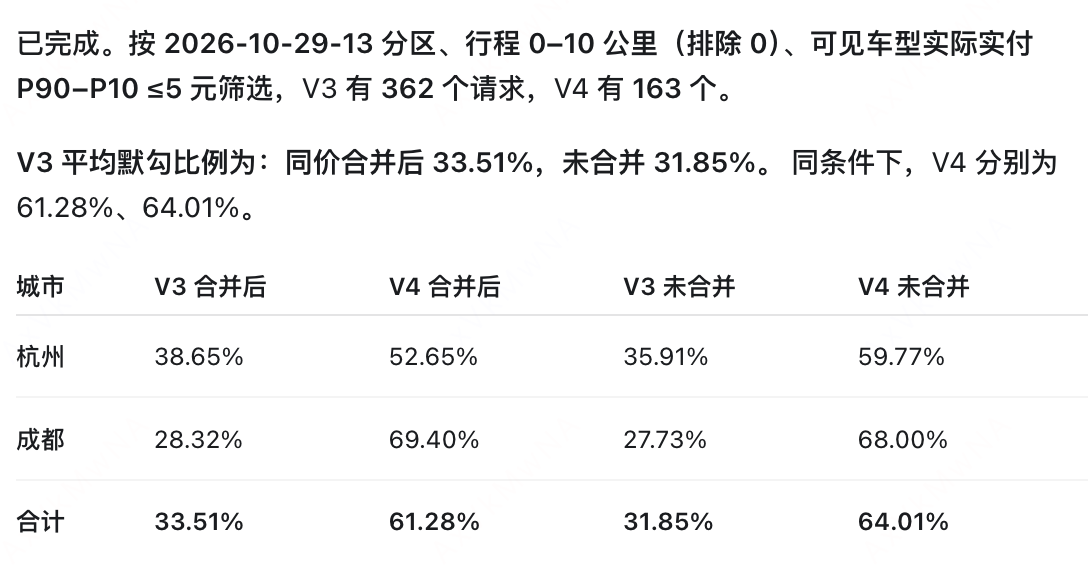 已完成。按 2026-10-29-13 分区、行程 0–10 公里（排除 0）、可见车型实际实付
P90–P10 ≤5 元筛选，V3 有 362 个请求，V4 有 163 个。
V3 平均默勾比例为：同价合并后 33.51%，未合并 31.85%。 同条件下，V4 分别为
61.28%、64.01%。
城市 V3 合并后 V4 合并后 V3 未合并 V4 未合并
杭州 38.65% 52.65% 35.91% 59.77%
成都 28.32% 69.40% 27.73% 68.00%
合计 33.51% 61.28% 31.85% 64.01%